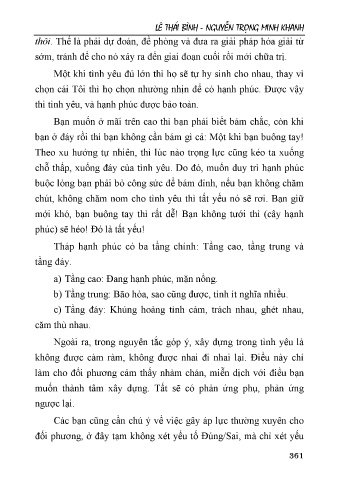 LÊ THÁI BÌNH - NGUYỄN TRỌNG MINH KHANH
thôi. Thế là phải dự đoán, đề phòng và đưa ra giải pháp hóa giải từ
sớm, tránh để cho nó xảy ra đến giai đoạn cuối rồi mới chữa trị.
Một khi tình yêu đủ lớn thì họ sẽ tự hy sinh cho nhau, thay vì
chọn cái Tôi thì họ chọn nhường nhịn để có hạnh phúc. Được vậy
thì tình yêu, và hạnh phúc được bảo toàn.
Bạn muốn ở mãi trên cao thì bạn phải biết bám chắc, còn khi
bạn ở đáy rồi thì bạn không cần bám gì cả: Một khi bạn buông tay!
Theo xu hướng tự nhiên, thì lúc nào trọng lực cũng kéo ta xuống
chỗ thấp, xuống đáy của tình yêu. Do đó, muốn duy trì hạnh phúc
buộc lòng bạn phải bỏ công sức để bám dính, nếu bạn không chăm
chút, không chăm nom cho tình yêu thì tất yếu nó sẽ rơi. Bạn giữ
mới khó, bạn buông tay thì rất dễ! Bạn không tưới thì (cây hạnh
phúc) sẽ héo! Đó là tất yếu!
Tháp hạnh phúc có ba tầng chính: Tầng cao, tầng trung và
tầng đáy.
a) Tầng cao: Đang hạnh phúc, mặn nồng.
b) Tầng trung: Bão hòa, sao cũng được, tình ít nghĩa nhiều.
c) Tầng đáy: Khủng hoảng tình cảm, trách nhau, ghét nhau,
căm thù nhau.
Ngoài ra, trong nguyên tắc góp ý, xây dựng trong tình yêu là
không được cằm ràm, không được nhai đi nhai lại. Điều này chỉ
làm cho đối phương cảm thấy nhàm chán, miễn dịch với điều bạn
muốn thành tâm xây dựng. Tất sẽ có phản ứng phụ, phản ứng
ngược lại.
Các bạn cũng cần chú ý về việc gây áp lực thường xuyên cho
đối phương, ở đây tạm không xét yếu tố Đúng/Sai, mà chỉ xét yếu
361